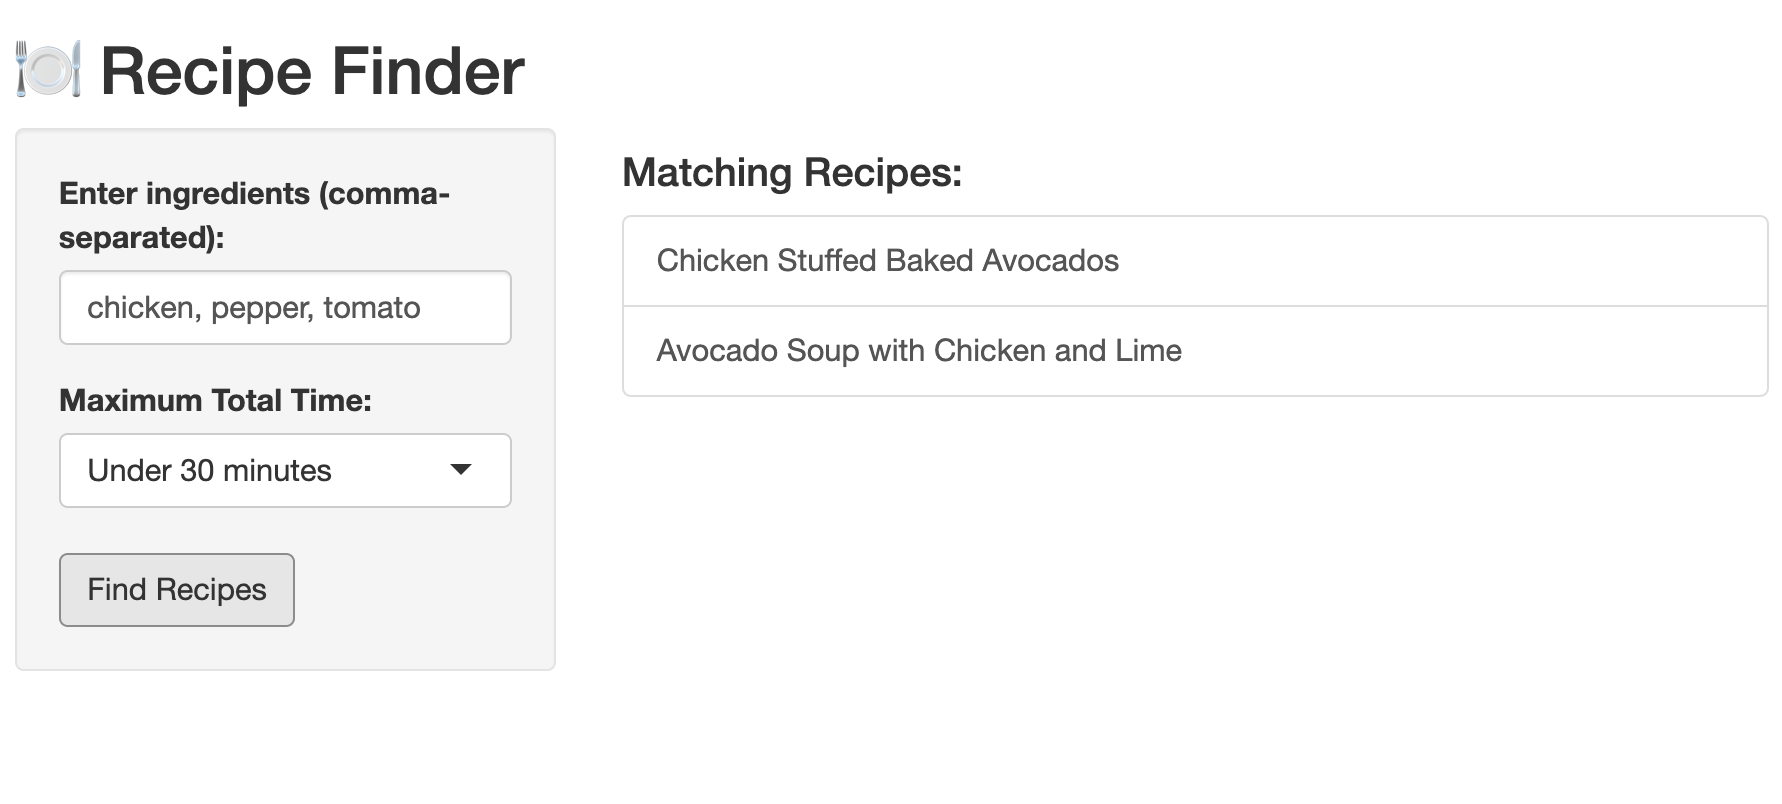 Recipe Finder
Enter ingredients (comma-
separated):
chicken, pepper, tomato
Maximum Total Time:
Under 30 minutes
Find Recipes
Matching Recipes:
Chicken Stuffed Baked Avocados
Avocado Soup with Chicken and Lime